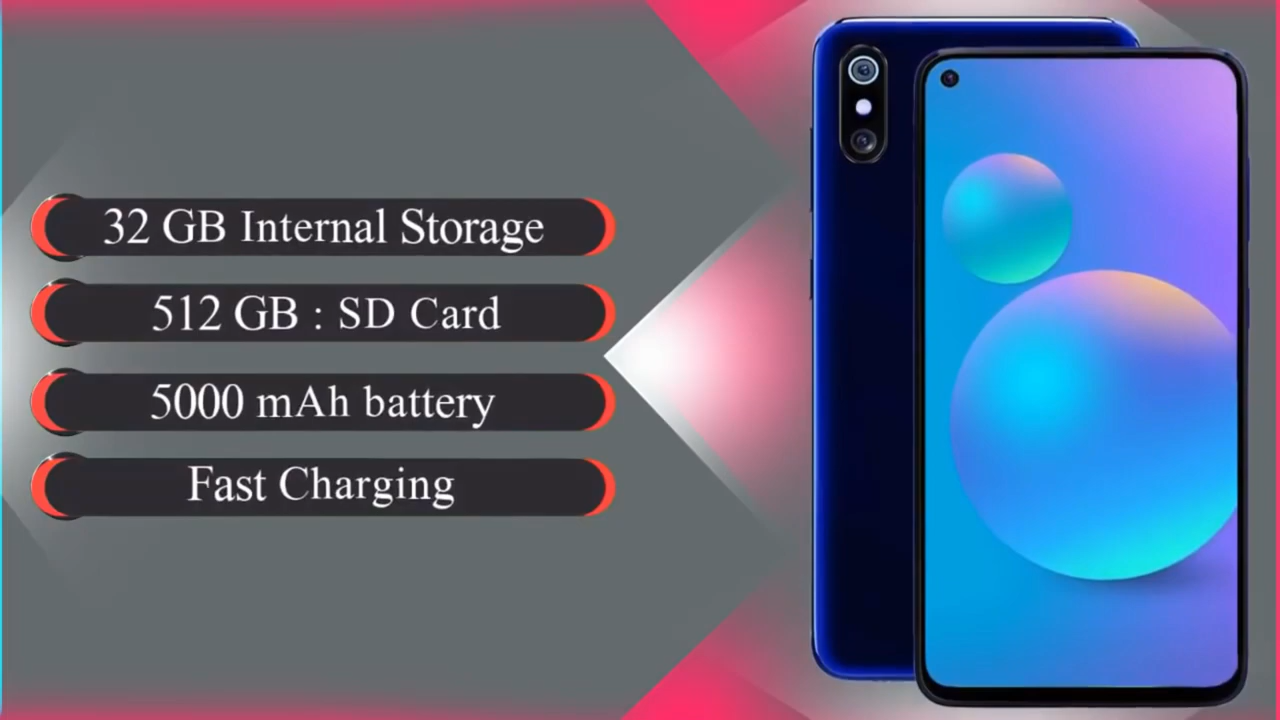 32 GB Internal Storage
512 GB : SD Card
5000 mAh battery
Fast Charging